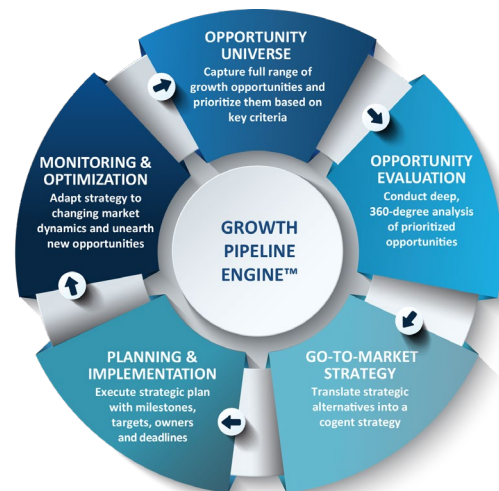 OPPORTUNITY
UNIVERSE
Capture full range of
growth opportunities and
prioritize them based on
key criteria
OPPORTUNITY
EVALUATION
Conduct deep,
360-degree analysis
of prioritized
opportunities
GO-TO-MARKET
STRATEGY
Translate strategic
alternatives into a
cogent strategy
PLANNING &
IMPLEMENTATION
Execute strategic plan
with milestones,
targets, owners
and deadlines
MONITORING &
OPTIMIZATION
Adapt strategy to
changing market
dynamics and unearth
new opportunities
GROWTH
PIPELINE
ENGINE™